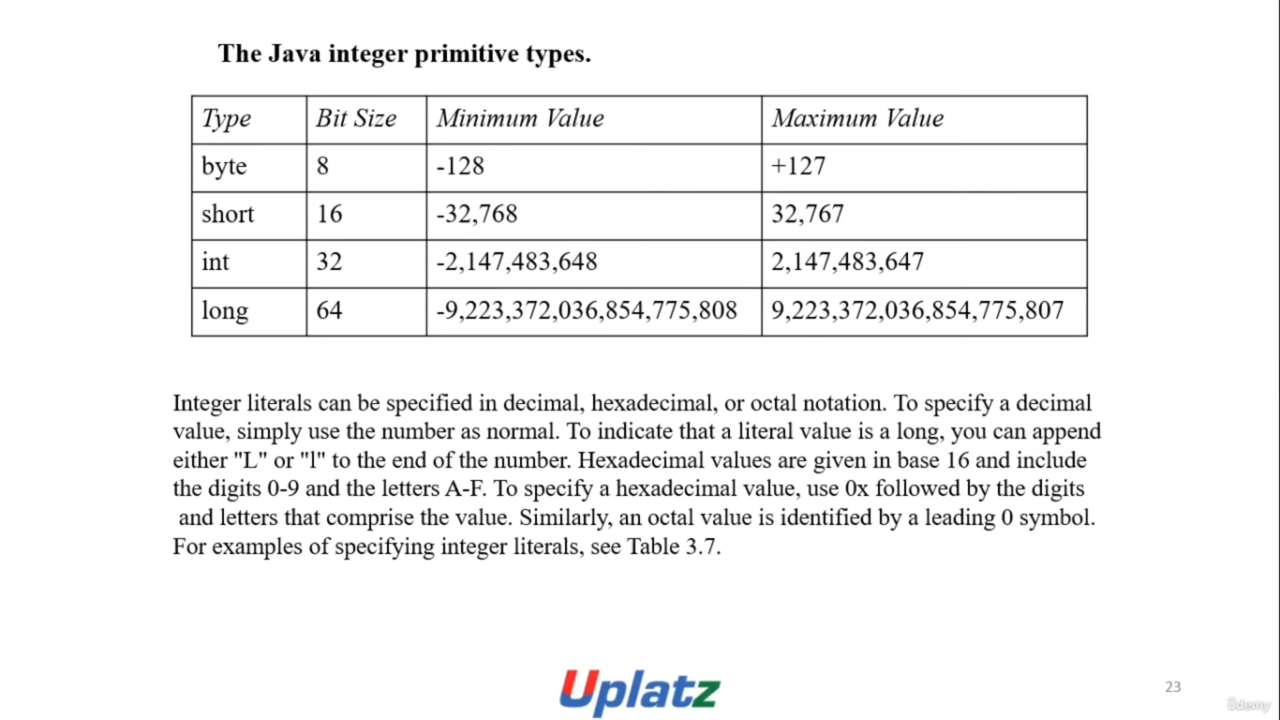 The Java integer primitive types.
Type Bit Size Minimum Value Maximum Value
byte 8 -128 +127
short 16 -32,768 32,767
int 32 -2,147,483,648 2,147,483,647
long 64 -9,223,372,036,854,775,808 9,223,372,036,854,775,807
Integer literals can be specified in decimal, hexadecimal, or octal notation. To specify a decimal
value, simply use the number as normal. To indicate that a literal value is a long, you can append
either "L" or "l" to the end of the number. Hexadecimal values are given in base 16 and include
the digits 0-9 and the letters A-F. To specify a hexadecimal value, use 0x followed by the digits
and letters that comprise the value. Similarly, an octal value is identified by a leading 0 symbol.
For examples of specifying integer literals, see Table 3.7.
Uplatz
23
ûdemy